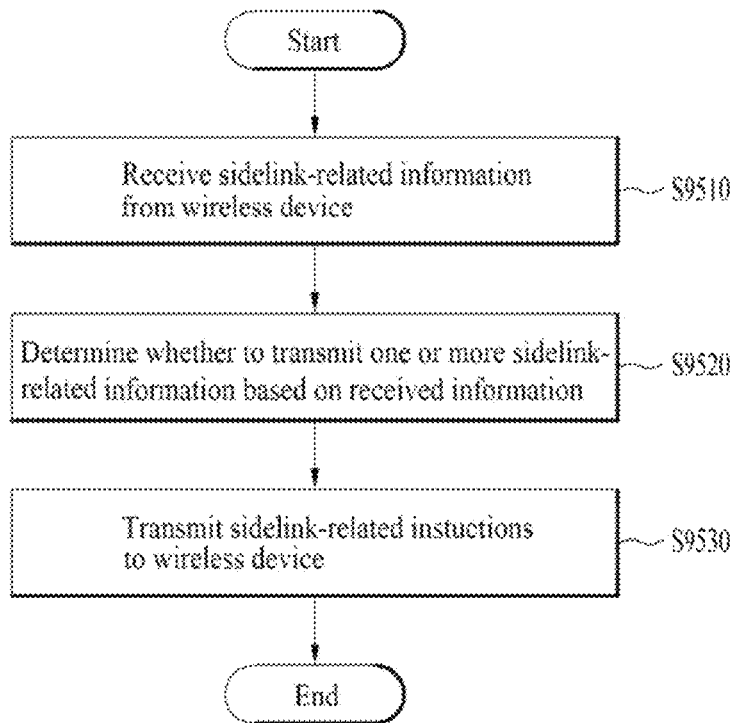 Start
Receive sidelink-related information
from wireless device
S9510
Determine whether to transmit one or more sidelink-
related information based on received information
S9520
Transmit sidelink-related instuctions
to wireless device
S9530
End